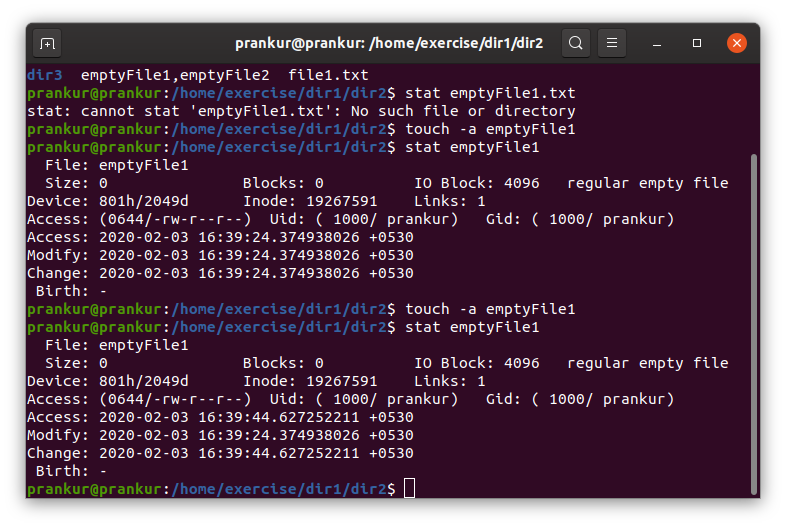 prankur@prankur: /home/exercise/dir1/dir2
dir3  emptyFile1,emptyFile2  file1.txt
prankur@prankur:/home/exercise/dir1/dir2$ stat emptyFile1.txt
stat: cannot stat 'emptyFile1.txt': No such file or directory
prankur@prankur:/home/exercise/dir1/dir2$ touch -a emptyFile1
prankur@prankur:/home/exercise/dir1/dir2$ stat emptyFile1
  File: emptyFile1
  Size: 0               Blocks: 0          IO Block: 4096   regular empty file
Device: 801h/2049d      Inode: 19267591    Links: 1
Access: (0644/-rw-r--r--)  Uid: ( 1000/ prankur)   Gid: ( 1000/ prankur)
Access: 2020-02-03 16:39:24.374938026 +0530
Modify: 2020-02-03 16:39:24.374938026 +0530
Change: 2020-02-03 16:39:24.374938026 +0530
 Birth: -
prankur@prankur:/home/exercise/dir1/dir2$ touch -a emptyFile1
prankur@prankur:/home/exercise/dir1/dir2$ stat emptyFile1
  File: emptyFile1
  Size: 0               Blocks: 0          IO Block: 4096   regular empty file
Device: 801h/2049d      Inode: 19267591    Links: 1
Access: (0644/-rw-r--r--)  Uid: ( 1000/ prankur)   Gid: ( 1000/ prankur)
Access: 2020-02-03 16:39:44.627252211 +0530
Modify: 2020-02-03 16:39:24.374938026 +0530
Change: 2020-02-03 16:39:44.627252211 +0530
 Birth: -
prankur@prankur:/home/exercise/dir1/dir2$